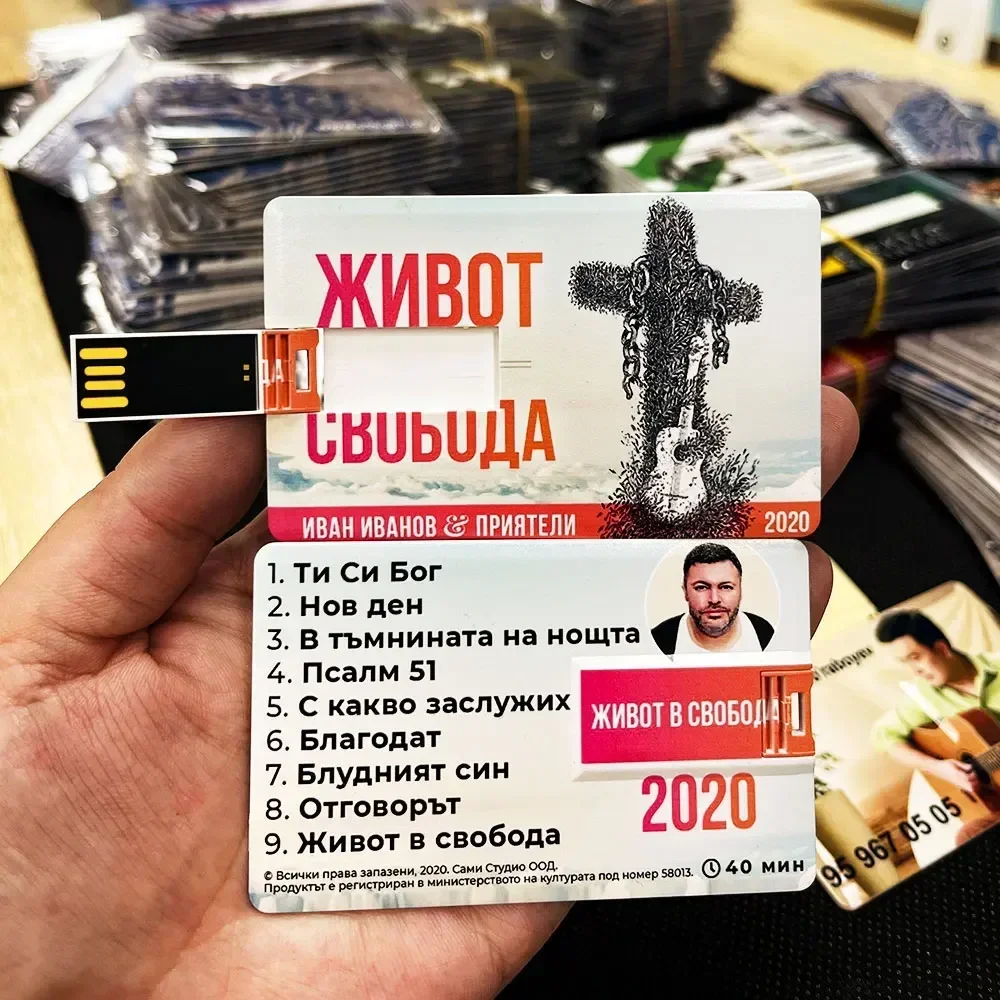 ЖИВОТ
ДА
СВОБОДА
ИВАН ИВАНОВ & ПРИЯТЕЛИ
2020
1. Ти Си Бог
2. Нов ден
3. В тъмнината на нощта
4. Псалм 51
5. С какво заслужих
6. Благодат
7. Блудният син
8. Отговорът
9. Живот в свобода
ЖИВОТ В СВОБОДА
2020
© Всички права запазени, 2020. Сами Студио ООД.
Продуктът е регистриран в министерството на културата под номер 58013.
40 мин
95 967 05 05